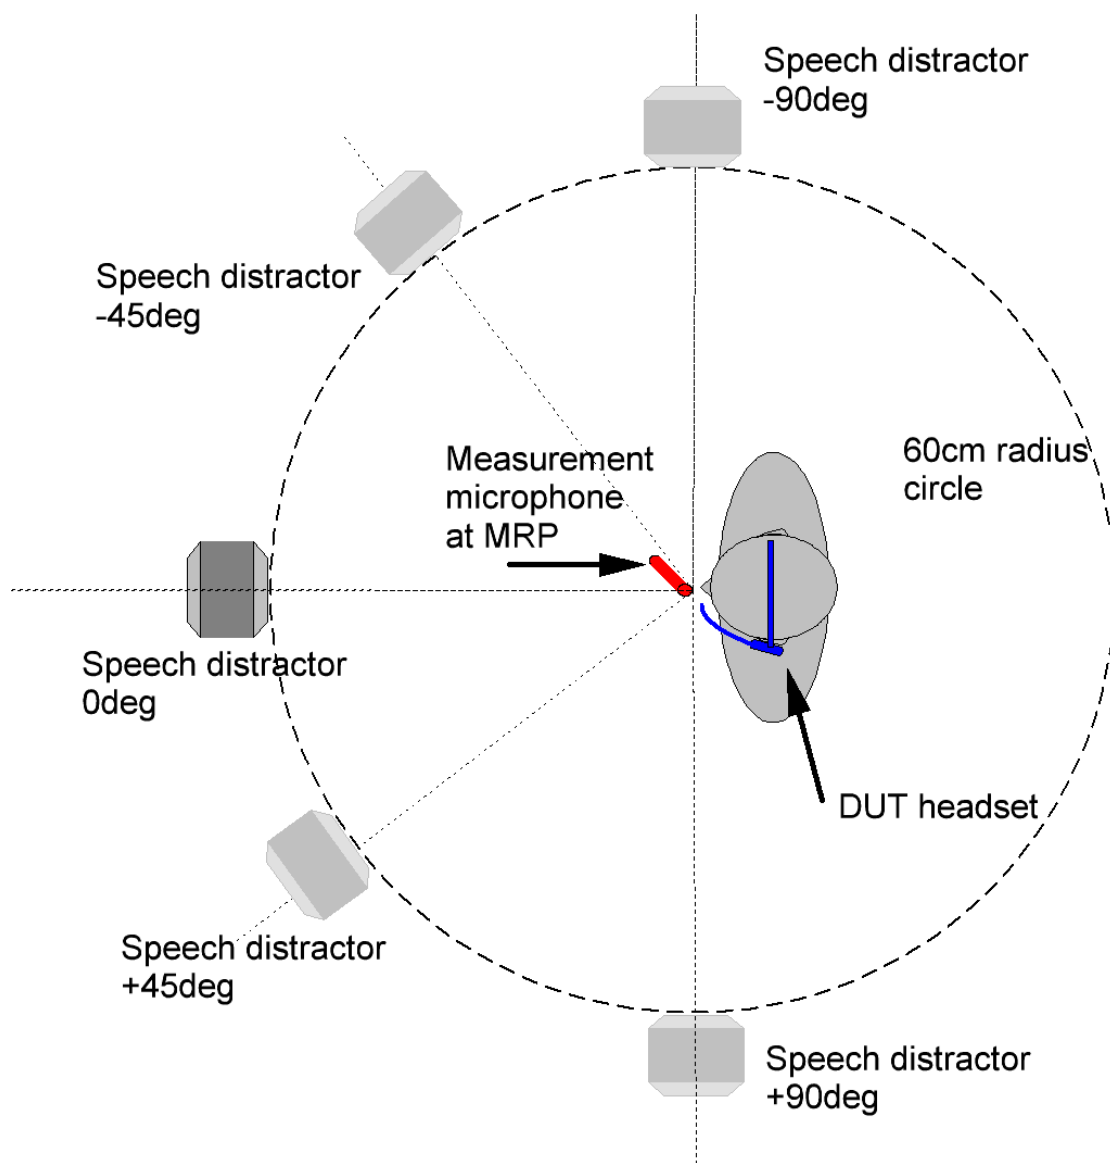 Speech distractor
-90deg
Speech distractor
-45deg
Measurement
microphone
at MRP
60cm radius
circle
Speech distractor
0deg
DUT headset
Speech distractor
+45deg
Speech distractor
+90deg